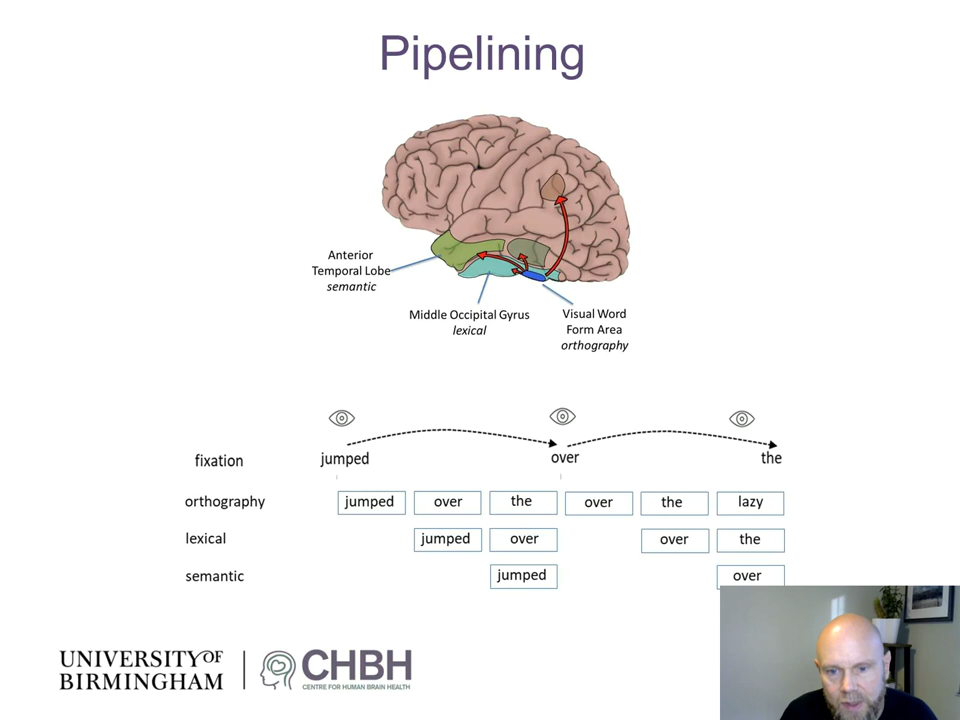 Pipelining
Anterior
Temporal Lobe
semantic
Middle Occipital Gyrus
lexical
Visual Word
Form Area
orthography
fixation jumped over the
orthography jumped over the over the lazy
lexical jumped over over the
semantic jumped over
UNIVERSITY OF
BIRMINGHAM
CHBH
CENTRE FOR HUMAN BRAIN HEALTH